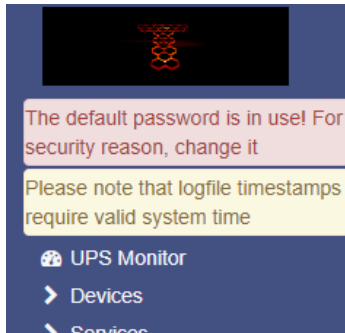 The default password is in use! For
security reason, change it
Please note that logfile timestamps
require valid system time
UPS Monitor
Devices
Services